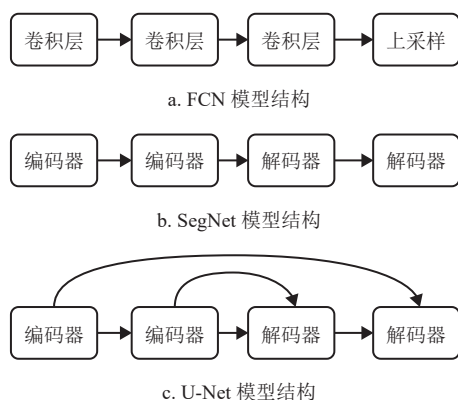 卷积层 卷积层 卷积层 上采样
a. FCN 模型结构
编码器 编码器 解码器 解码器
b. SegNet 模型结构
编码器 编码器 解码器 解码器
c. U-Net 模型结构